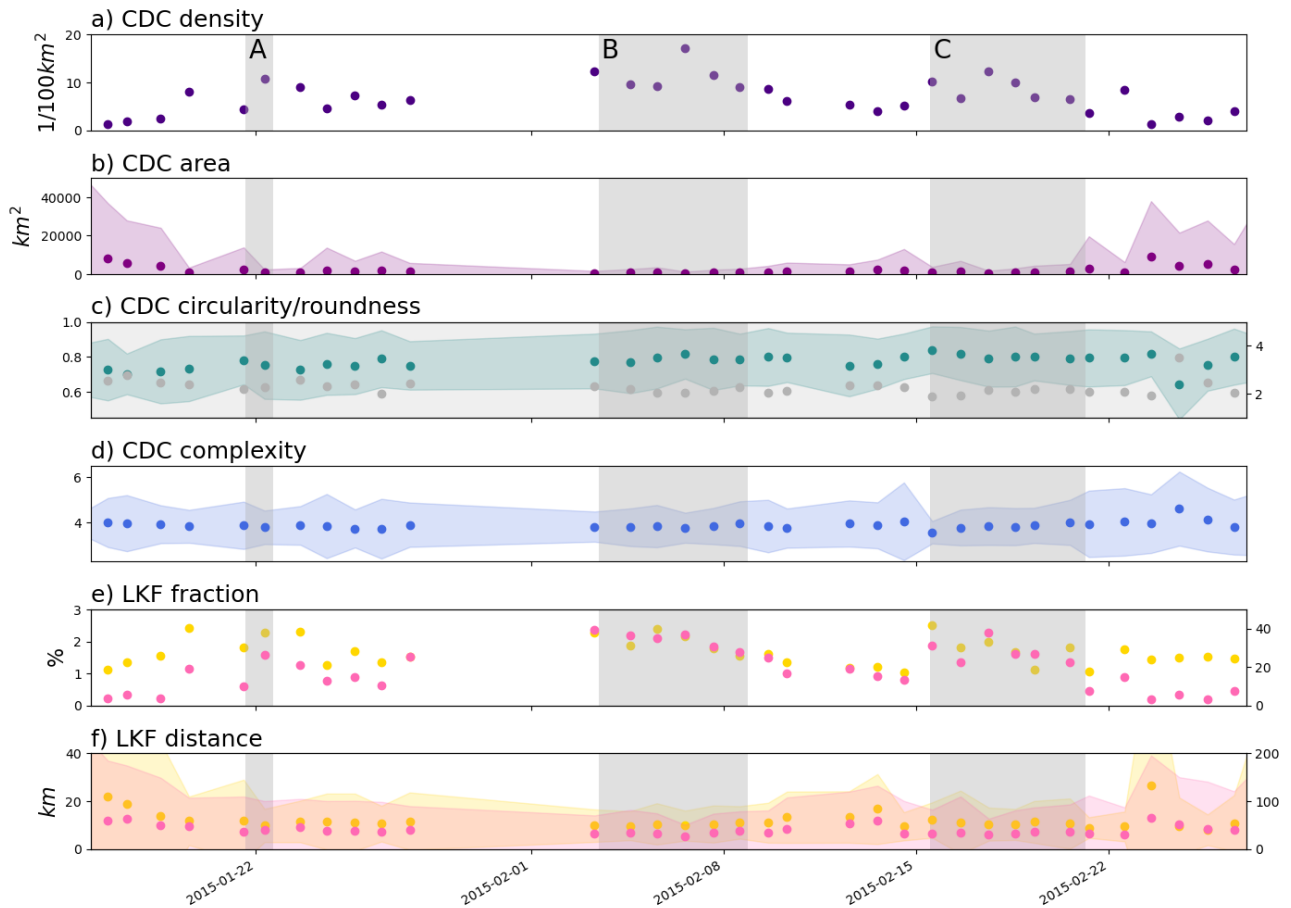 a) CDC density
20
10
0
1/100km²
A
B
C
b) CDC area
40000
20000
0
km²
c) CDC circularity/roundness
1.0
0.8
0.6
4
2
d) CDC complexity
6
4
e) LKF fraction
3
2
1
0
%
40
20
0
f) LKF distance
40
20
0
km
200
100
0
2015-01-22
2015-02-01
2015-02-08
2015-02-15
2015-02-22